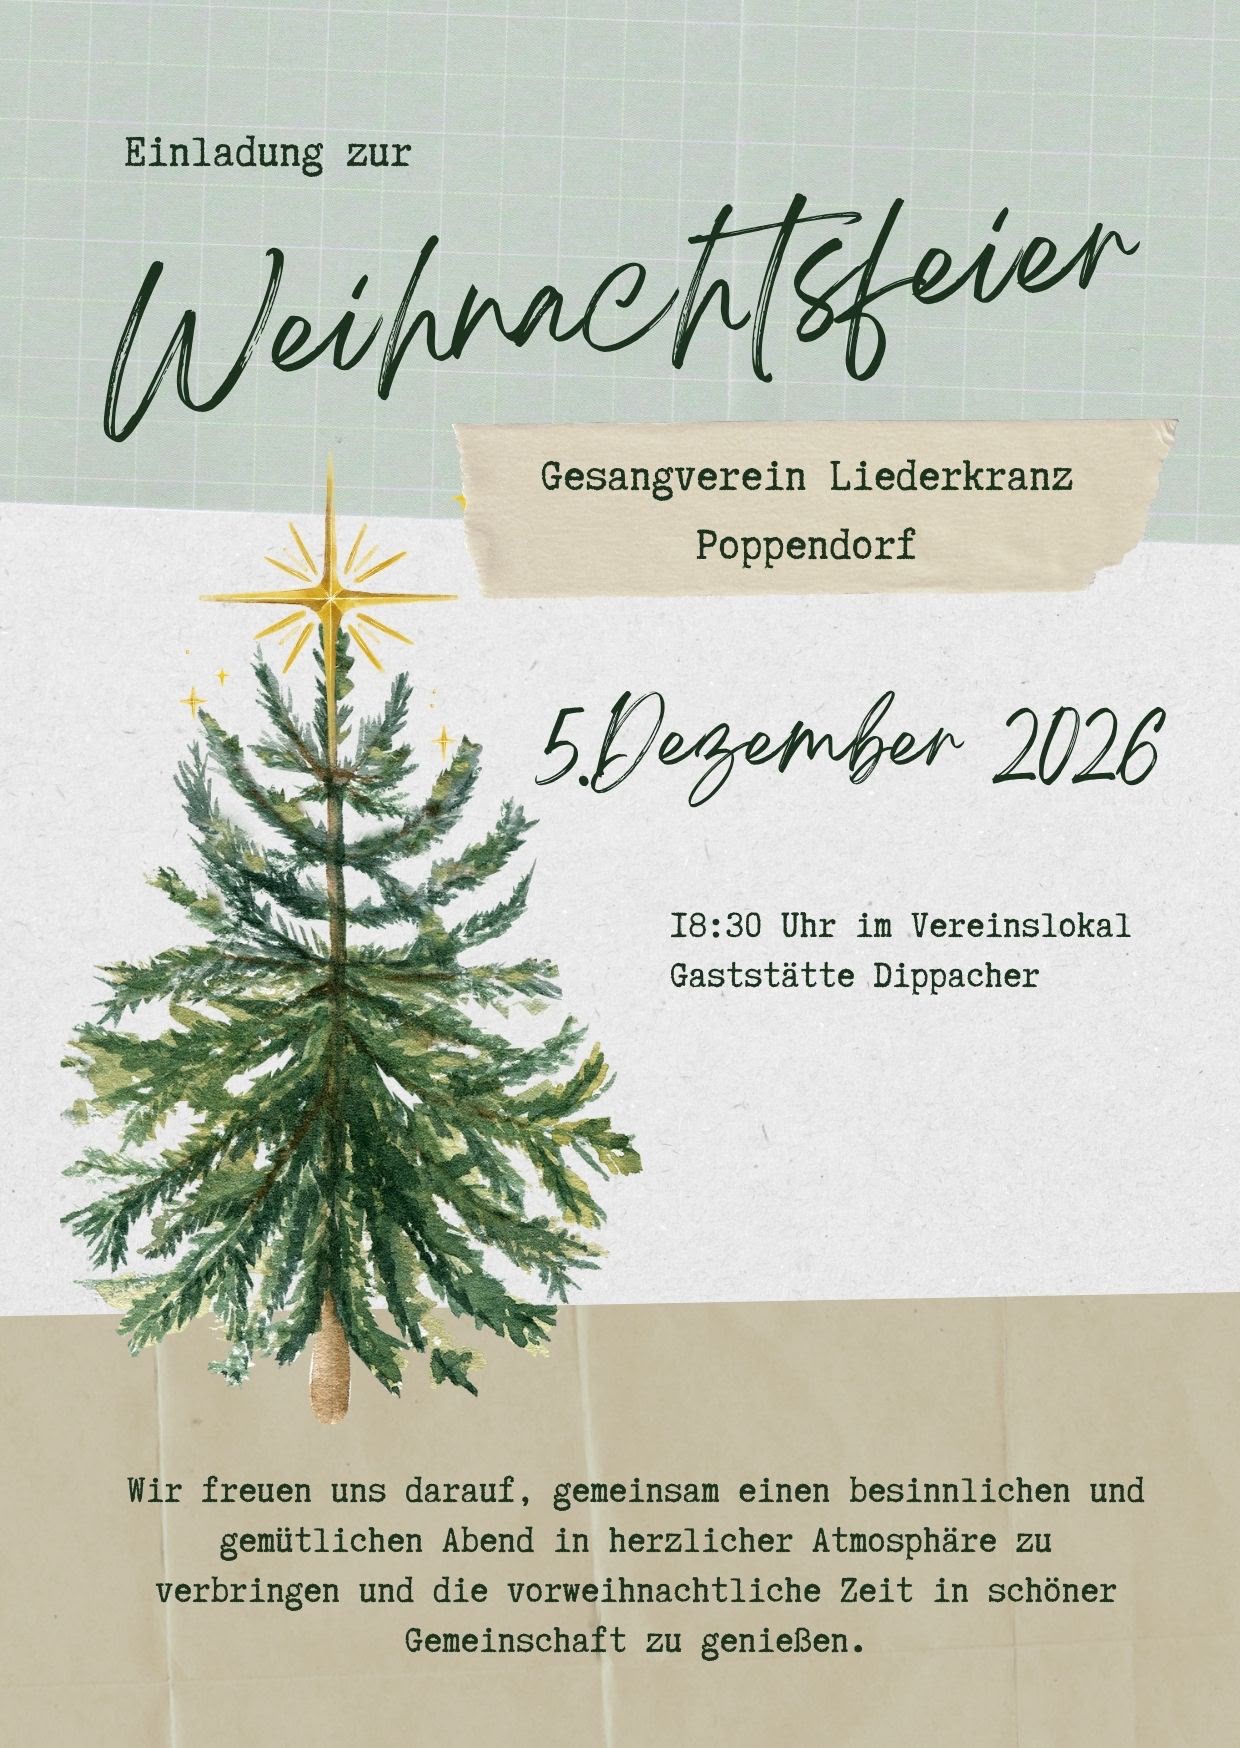 Einladung zur
Weihnachtsfeier
Gesangverein Liederkranz
Poppendorf
5.Dezember 2026
18:30 Uhr im Vereinslokal
Gaststätte Dippacher
Wir freuen uns darauf, gemeinsam einen besinnlichen und
gemütlichen Abend in herzlicher Atmosphäre zu
verbringen und die vorweihnachtliche Zeit in schöner
Gemeinschaft zu genießen.